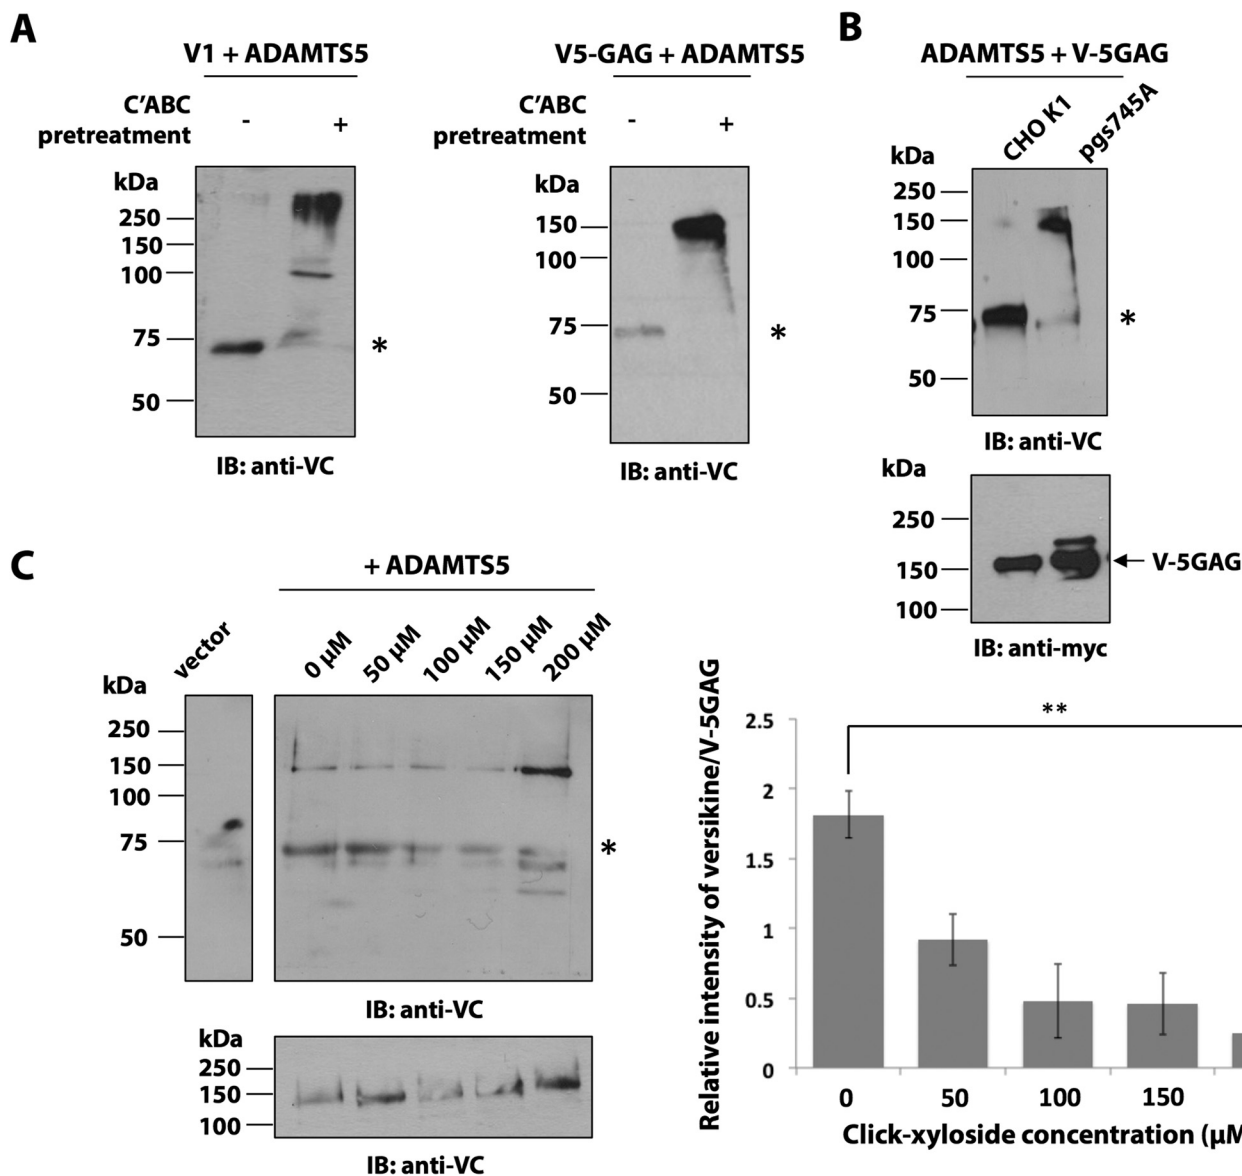 A
V1 + ADAMTS5
C'ABC
pretreatment
- +
kDa
250
150
100
75
50
*
IB: anti-VC
V5-GAG + ADAMTS5
C'ABC
pretreatment
- +
kDa
150
100
75
50
*
IB: anti-VC
B
ADAMTS5 + V-5GAG
CHO K1 pgs745A
kDa
250
150
100
75
50
*
IB: anti-VC
kDa
250
150
100
V-5GAG
IB: anti-myc
C
+ ADAMTS5
vector 0 µM 50 µM 100 µM 150 µM 200 µM
kDa
250
150
100
75
50
*
IB: anti-VC
kDa
250
150
100
IB: anti-VC
Relative intensity of versikine/V-5GAG
2.5
2
1.5
1
0.5
0
**
0 50 100 150
Click-xyloside concentration (µM